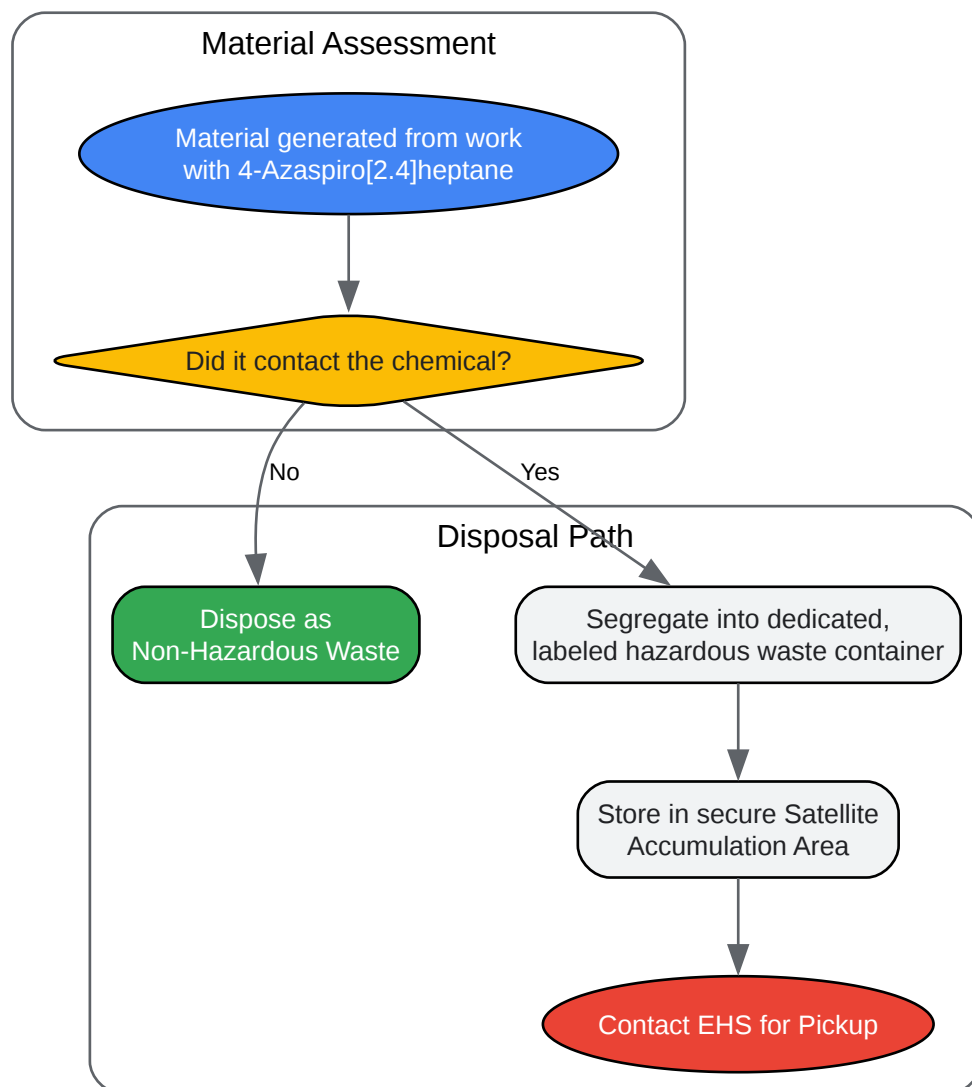 Material Assessment
Material generated from work
with 4-Azaspiro[2.4]heptane
Did it contact the chemical?
No
Yes
Disposal Path
Dispose as
Non-Hazardous Waste
Segregate into dedicated,
labeled hazardous waste container
Store in secure Satellite
Accumulation Area
Contact EHS for Pickup